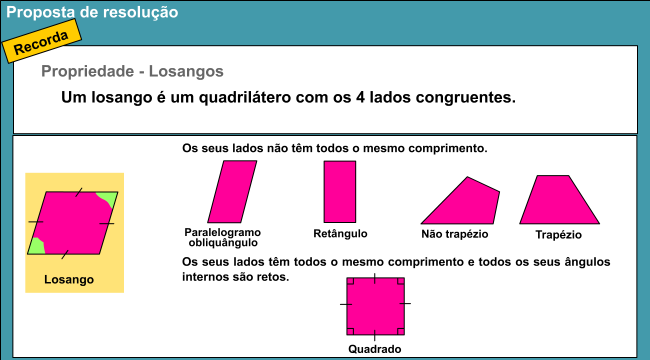 Proposta de resolução
Recorda
Propriedade - Losangos
Um losango é um quadrilátero com os 4 lados congruentes.
Os seus lados não têm todos o mesmo comprimento.
Paralelogramo
obliquângulo
Retângulo
Não trapézio
Trapézio
Os seus lados têm todos o mesmo comprimento e todos os seus ângulos
internos são retos.
Losango
Quadrado